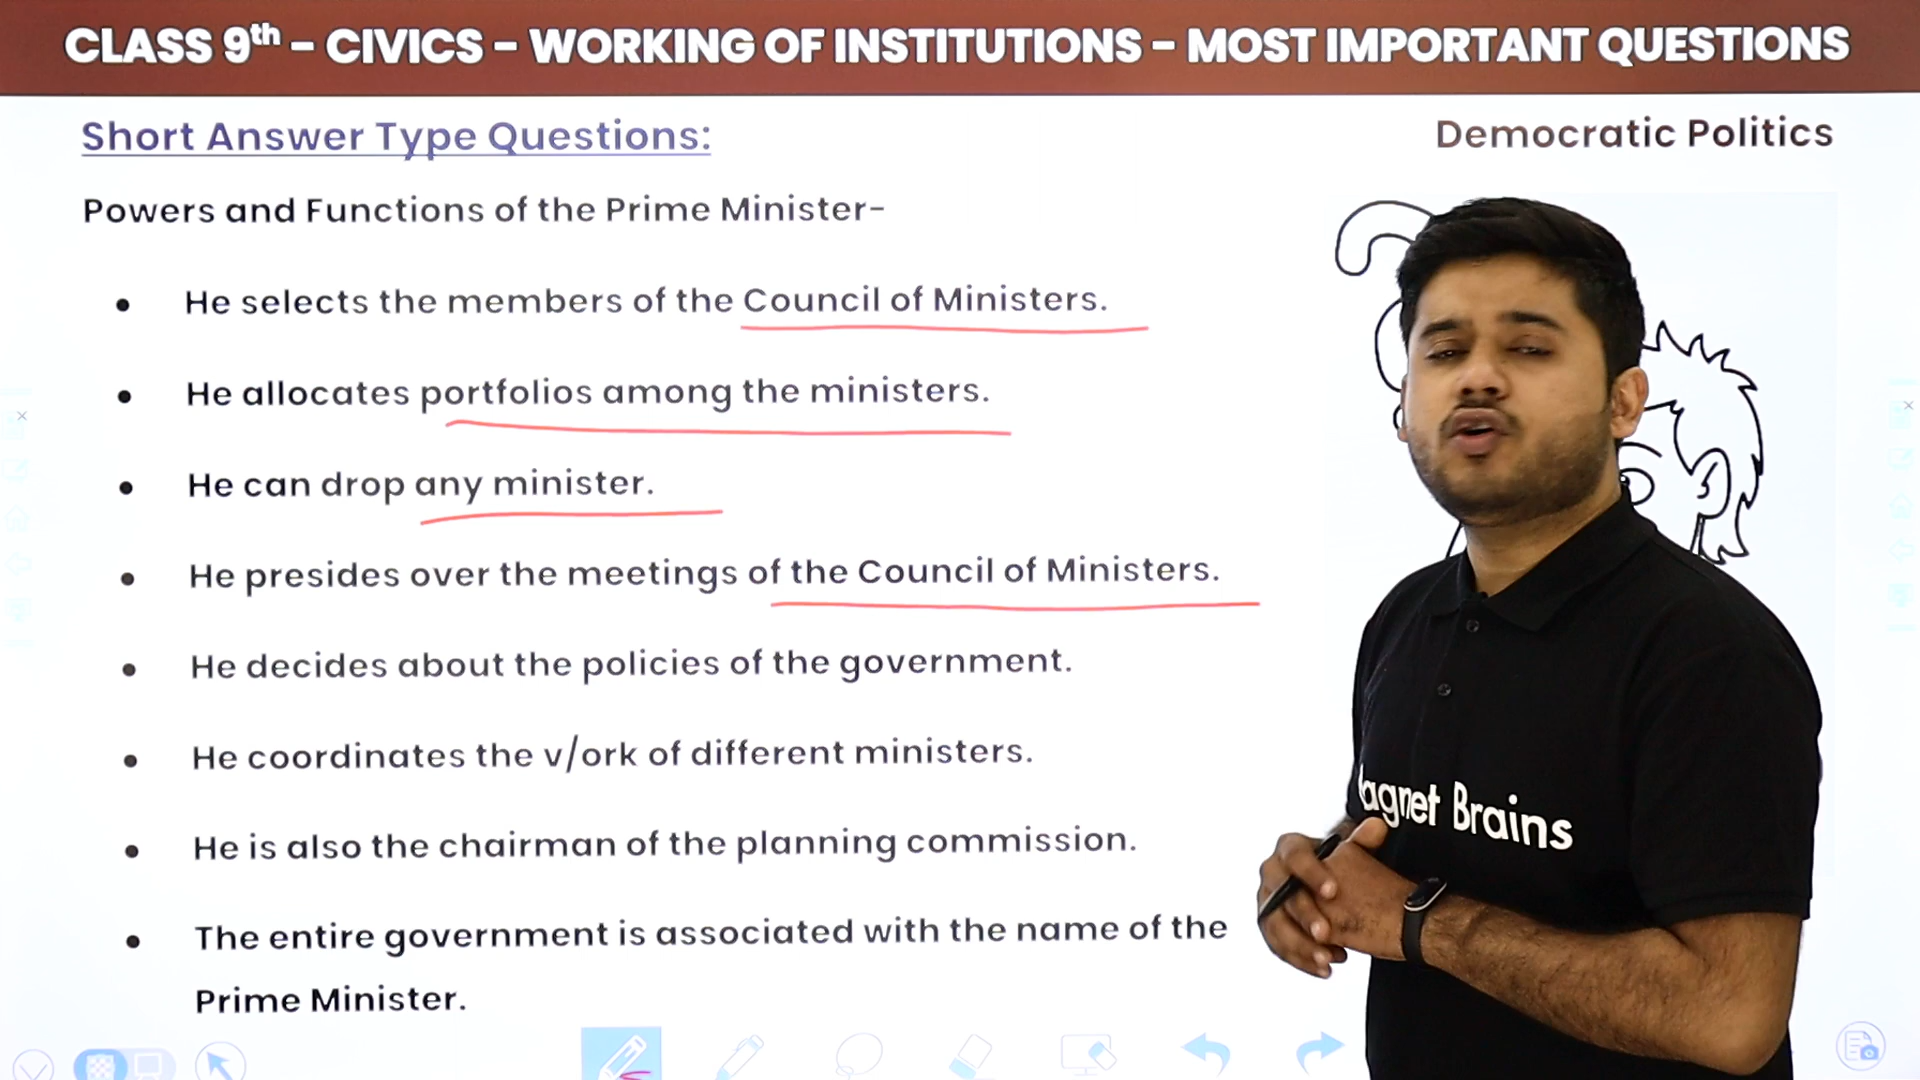 CLASS 9th – CIVICS – WORKING OF INSTITUTIONS – MOST IMPORTANT QUESTIONS
Short Answer Type Questions:
Democratic Politics
Powers and Functions of the Prime Minister-
• He selects the members of the Council of Ministers.
• He allocates portfolios among the ministers.
• He can drop any minister.
• He presides over the meetings of the Council of Ministers.
• He decides about the policies of the government.
• He coordinates the v/ork of different ministers.
• He is also the chairman of the planning commission.
• The entire government is associated with the name of the
Prime Minister.
agnet Brains